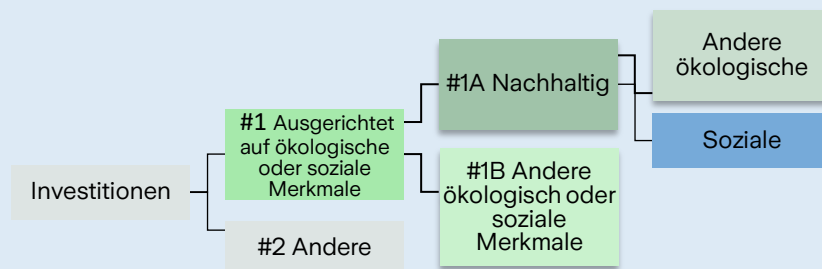 Investitionen
#1 Ausgerichtet
auf ökologische
oder soziale
Merkmale
#2 Andere
#1A Nachhaltig
#1B Andere
ökologisch oder
soziale
Merkmale
Andere
ökologische
Soziale